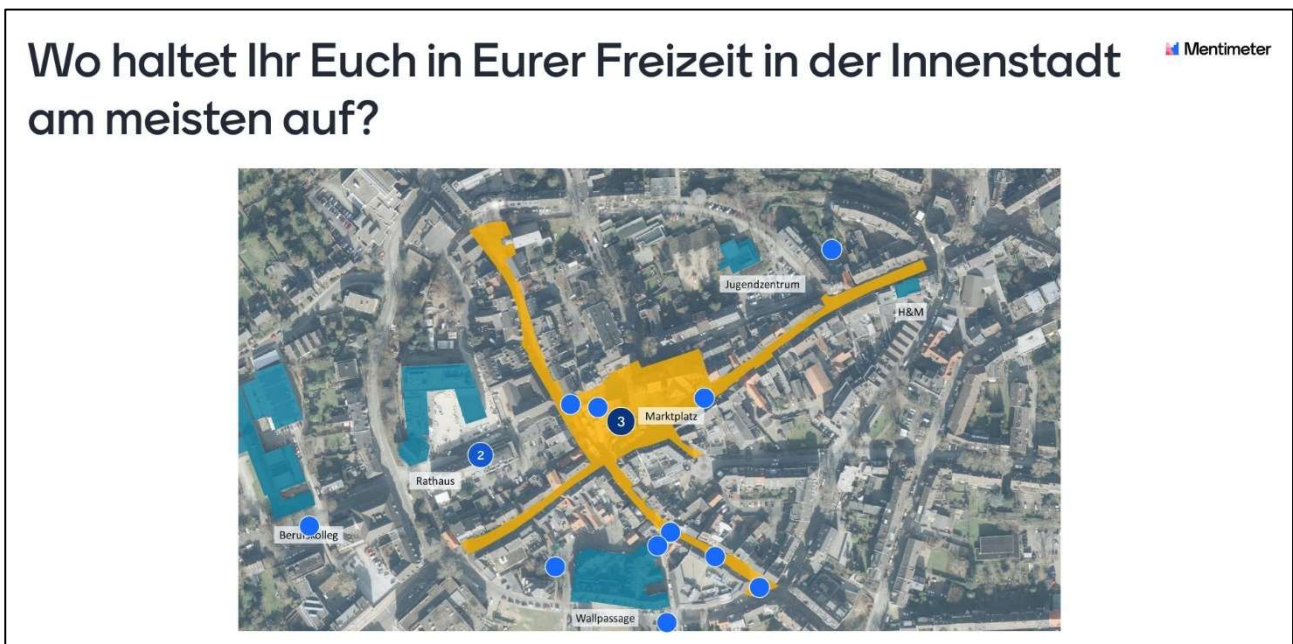 Wo haltet Ihr Euch in Eurer Freizeit in der Innenstadt
am meisten auf?
Mentimeter
Jugendzentrum
H&M
Marktplatz
3
2
Rathaus
Berufskolleg
Wallpassage